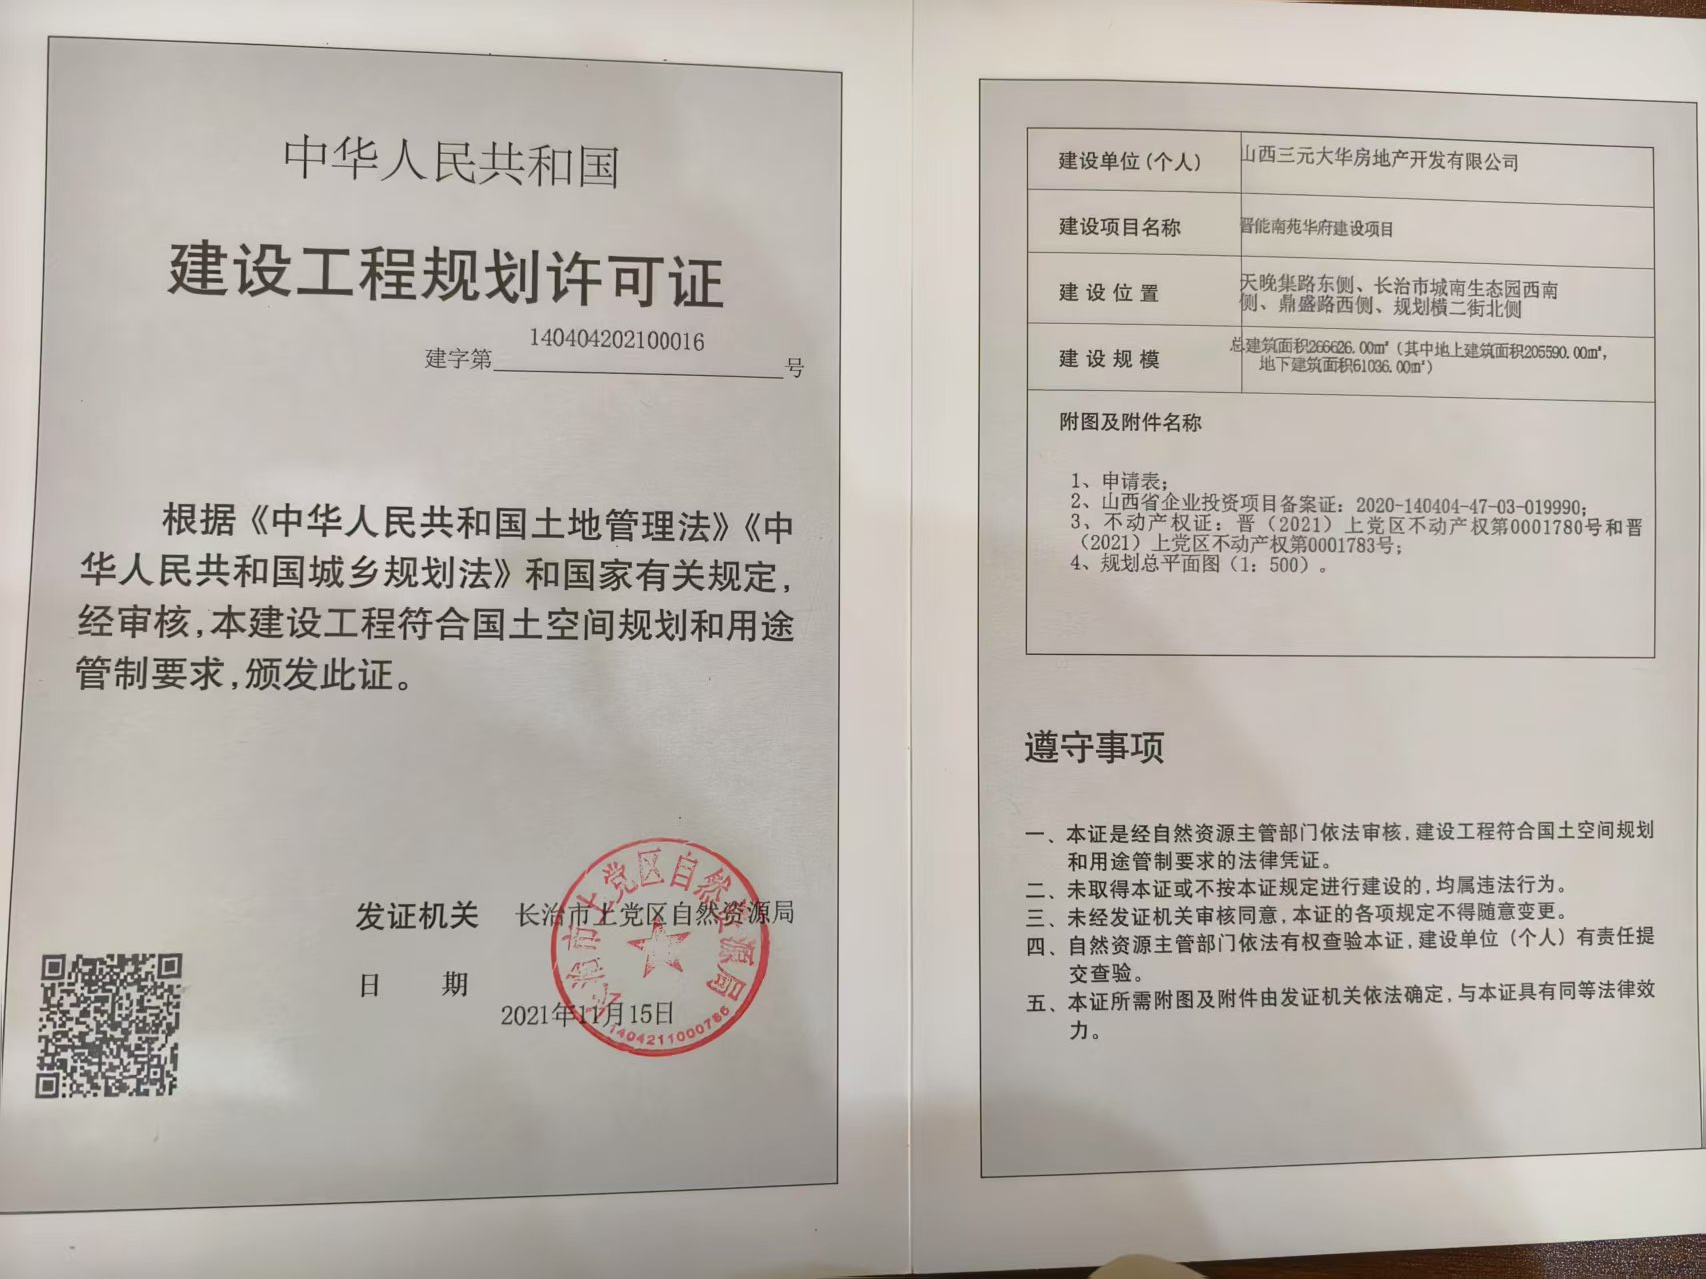 中华人民共和国
建设工程规划许可证
140404202100016
建字第 号
根据《中华人民共和国土地管理法》《中
华人民共和国城乡规划法》和国家有关规定,
经审核,本建设工程符合国土空间规划和用途
管制要求,颁发此证。
发证机关 长治市上党区自然资源局
日 期
2021年11月15日
长治市上党区自然资源局
1404211000786
建设单位(个人) 山西三元大华房地产开发有限公司
建设项目名称 晋能南苑华府建设项目
建设位置 天晚集路东侧、长治市城南生态园西南
侧、鼎盛路西侧、规划横二街北侧
建设规模 总建筑面积266626.00㎡(其中地上建筑面积205590.00㎡,
地下建筑面积61036.00㎡)
附图及附件名称
1、申请表;
2、山西省企业投资项目备案证:2020-140404-47-03-019990;
3、不动产权证:晋(2021)上党区不动产权第0001780号和晋
(2021)上党区不动产权第0001783号;
4、规划总平面图(1:500)。
遵守事项
一、本证是经自然资源主管部门依法审核,建设工程符合国土空间规划
和用途管制要求的法律凭证。
二、未取得本证或不按本证规定进行建设的,均属违法行为。
三、未经发证机关审核同意,本证的各项规定不得随意变更。
四、自然资源主管部门依法有权查验本证,建设单位(个人)有责任提
交查验。
五、本证所需附图及附件由发证机关依法确定,与本证具有同等法律效
力。